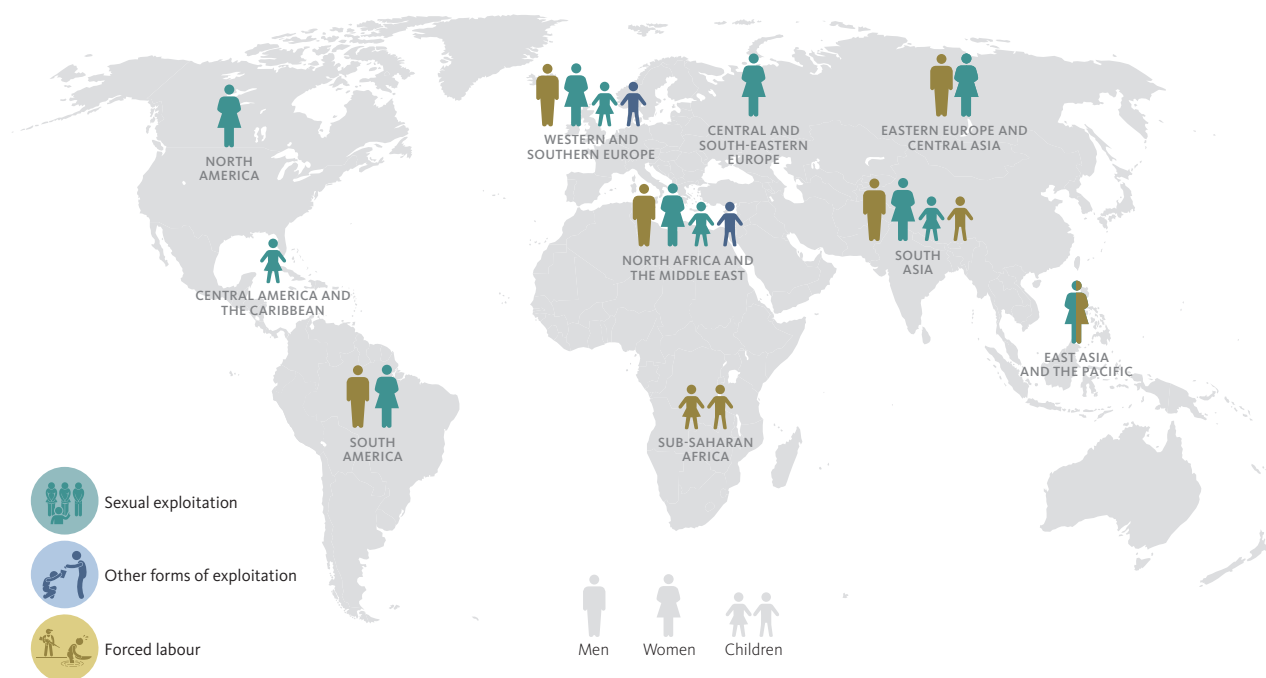 WESTERN AND
SOUTHERN EUROPE
CENTRAL AND
SOUTH-EASTERN
EUROPE
EASTERN EUROPE AND
CENTRAL ASIA
NORTH
AMERICA
NORTH AFRICA AND
THE MIDDLE EAST
SOUTH
ASIA
CENTRAL AMERICA AND
THE CARIBBEAN
EAST ASIA
AND THE PACIFIC
SOUTH
AMERICA
SUB-SAHARAN
AFRICA
Sexual exploitation
Other forms of exploitation
Forced labour
Men
Women
Children